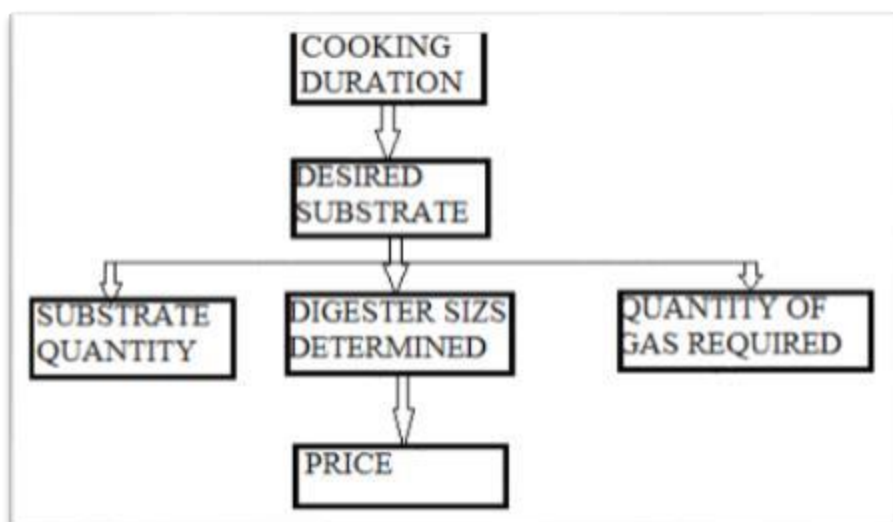 COOKING
DURATION
DESIRED
SUBSTRATE
SUBSTRATE
QUANTITY
DIGESTER SIZS
DETERMINED
QUANTITY OF
GAS REQUIRED
PRICE